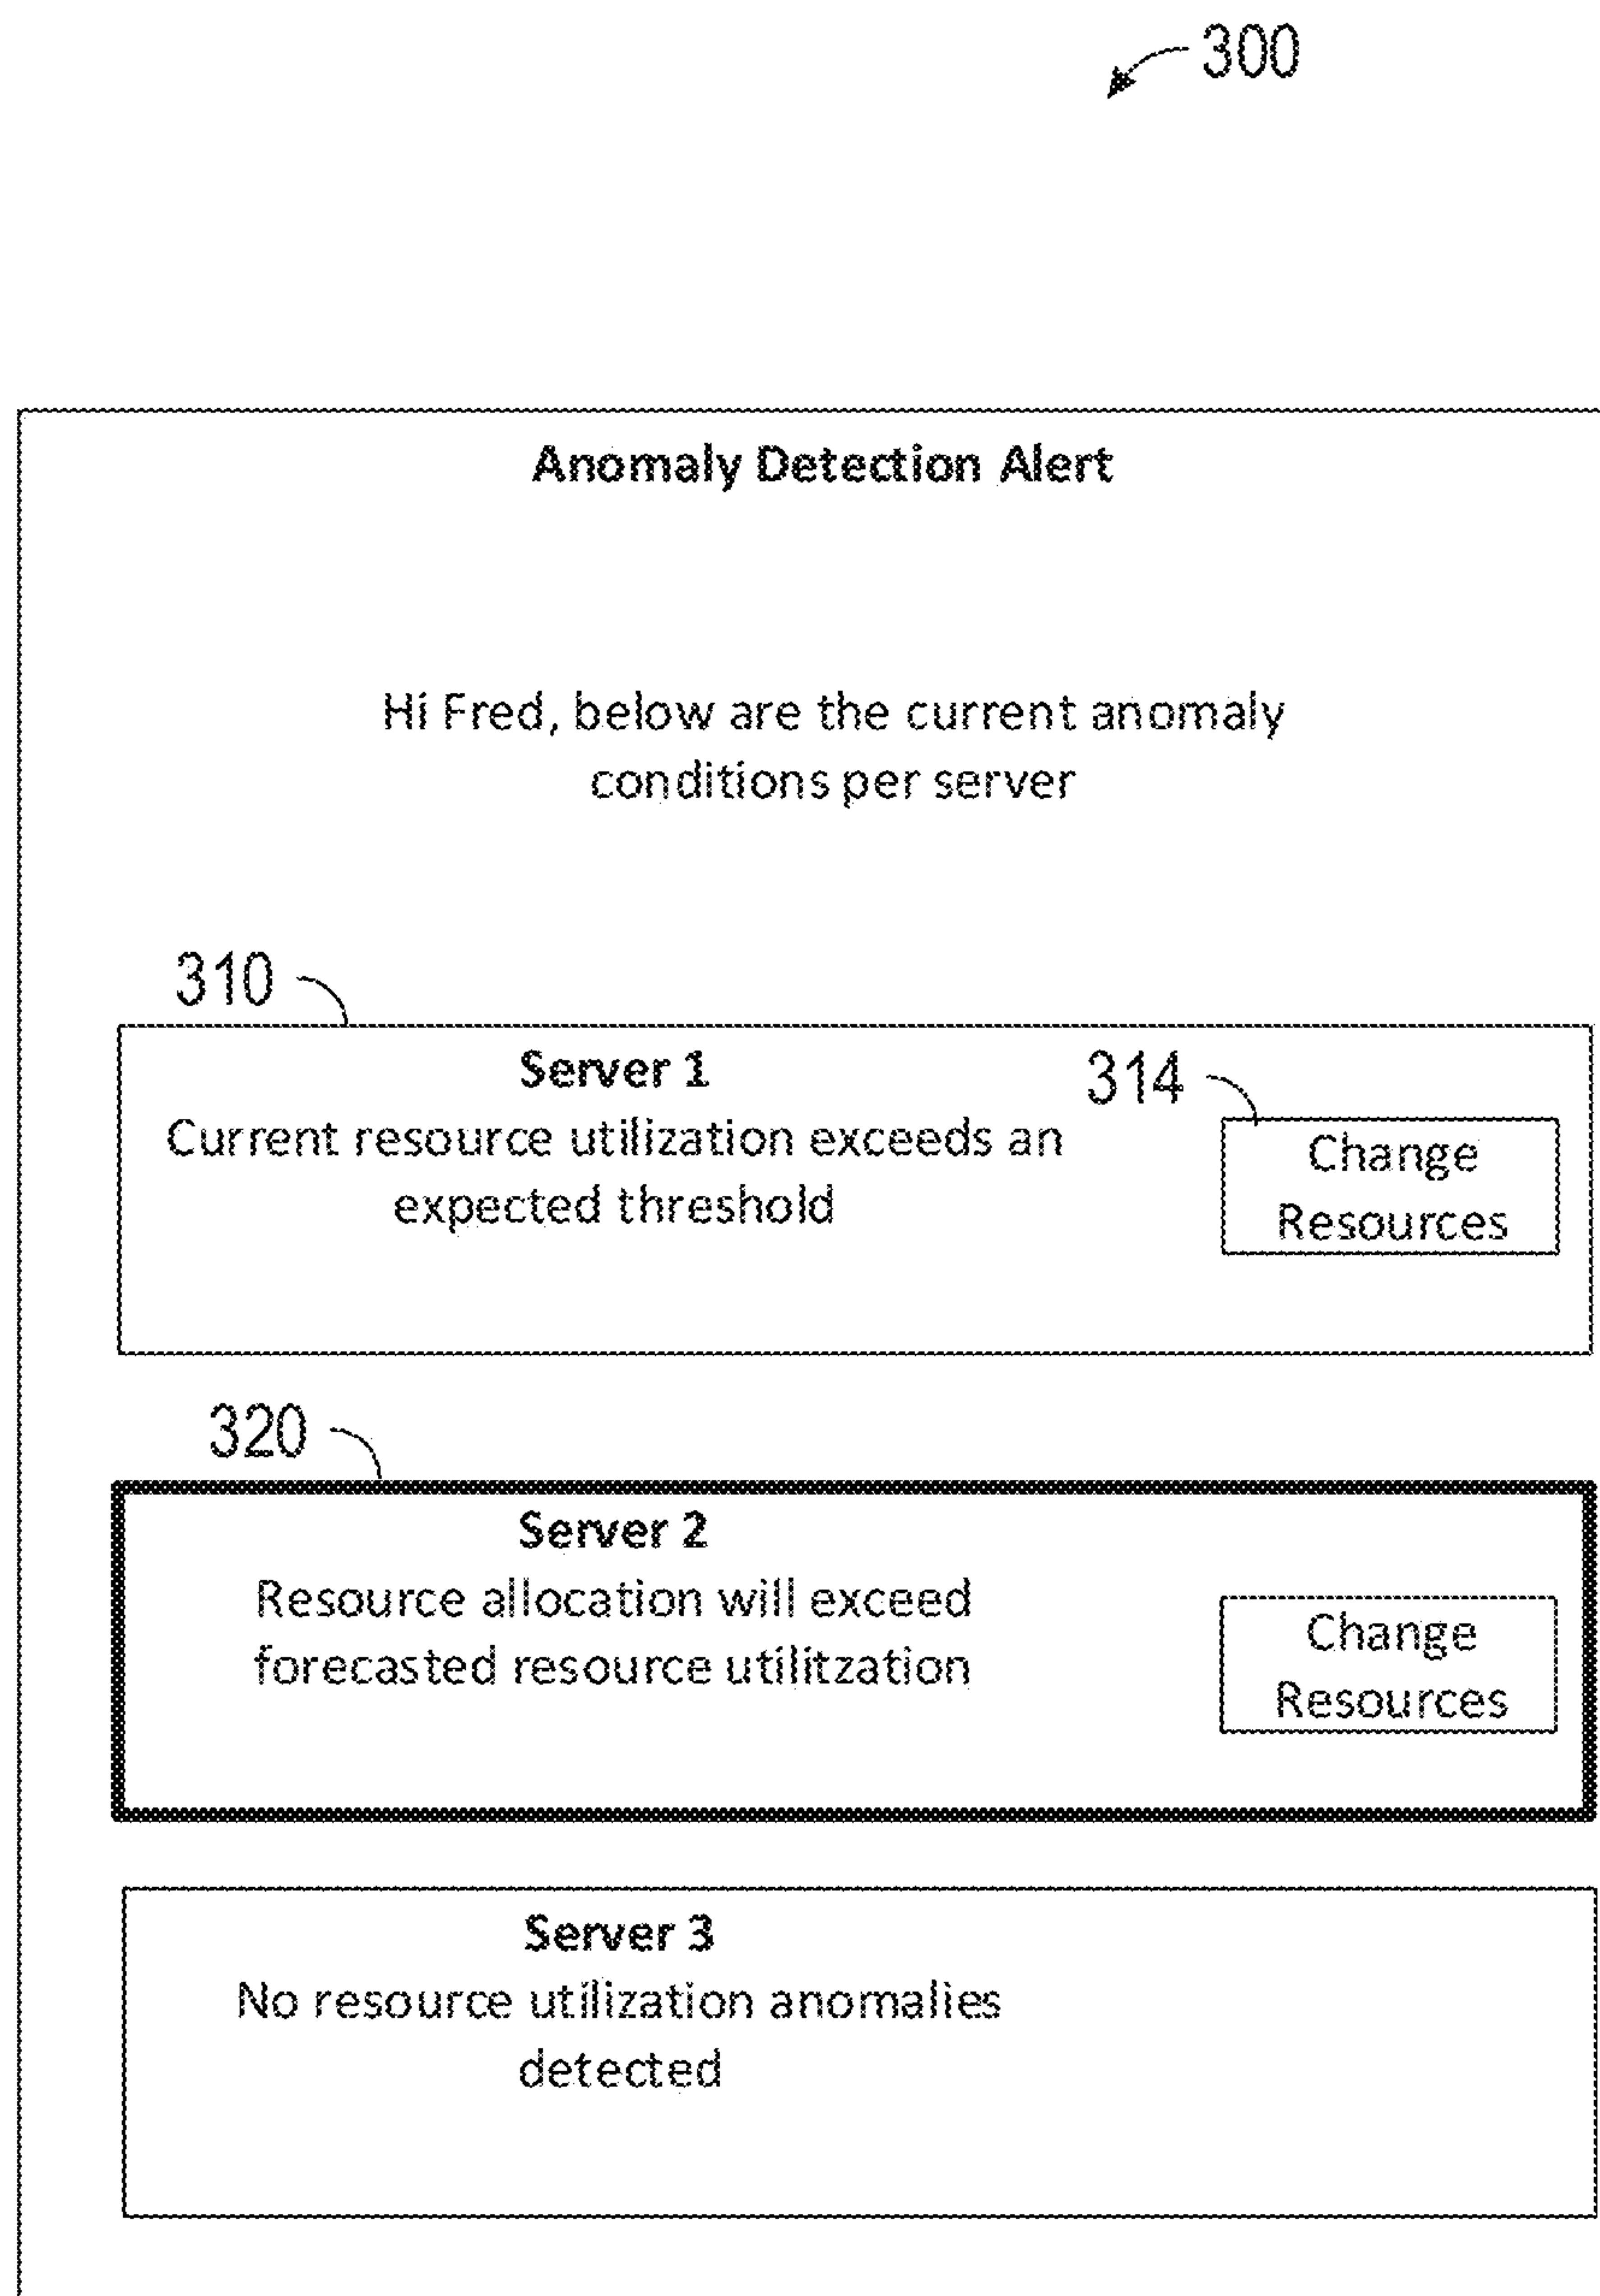 300
Anomaly Detection Alert
Hi Fred, below are the current anomaly
conditions per server
310
Server 1
314
Current resource utilization exceeds an
expected threshold
Change
Resources
320
Server 2
Resource allocation will exceed
forecasted resource utilitzation
Change
Resources
Server 3
No resource utilization anomalies
detected